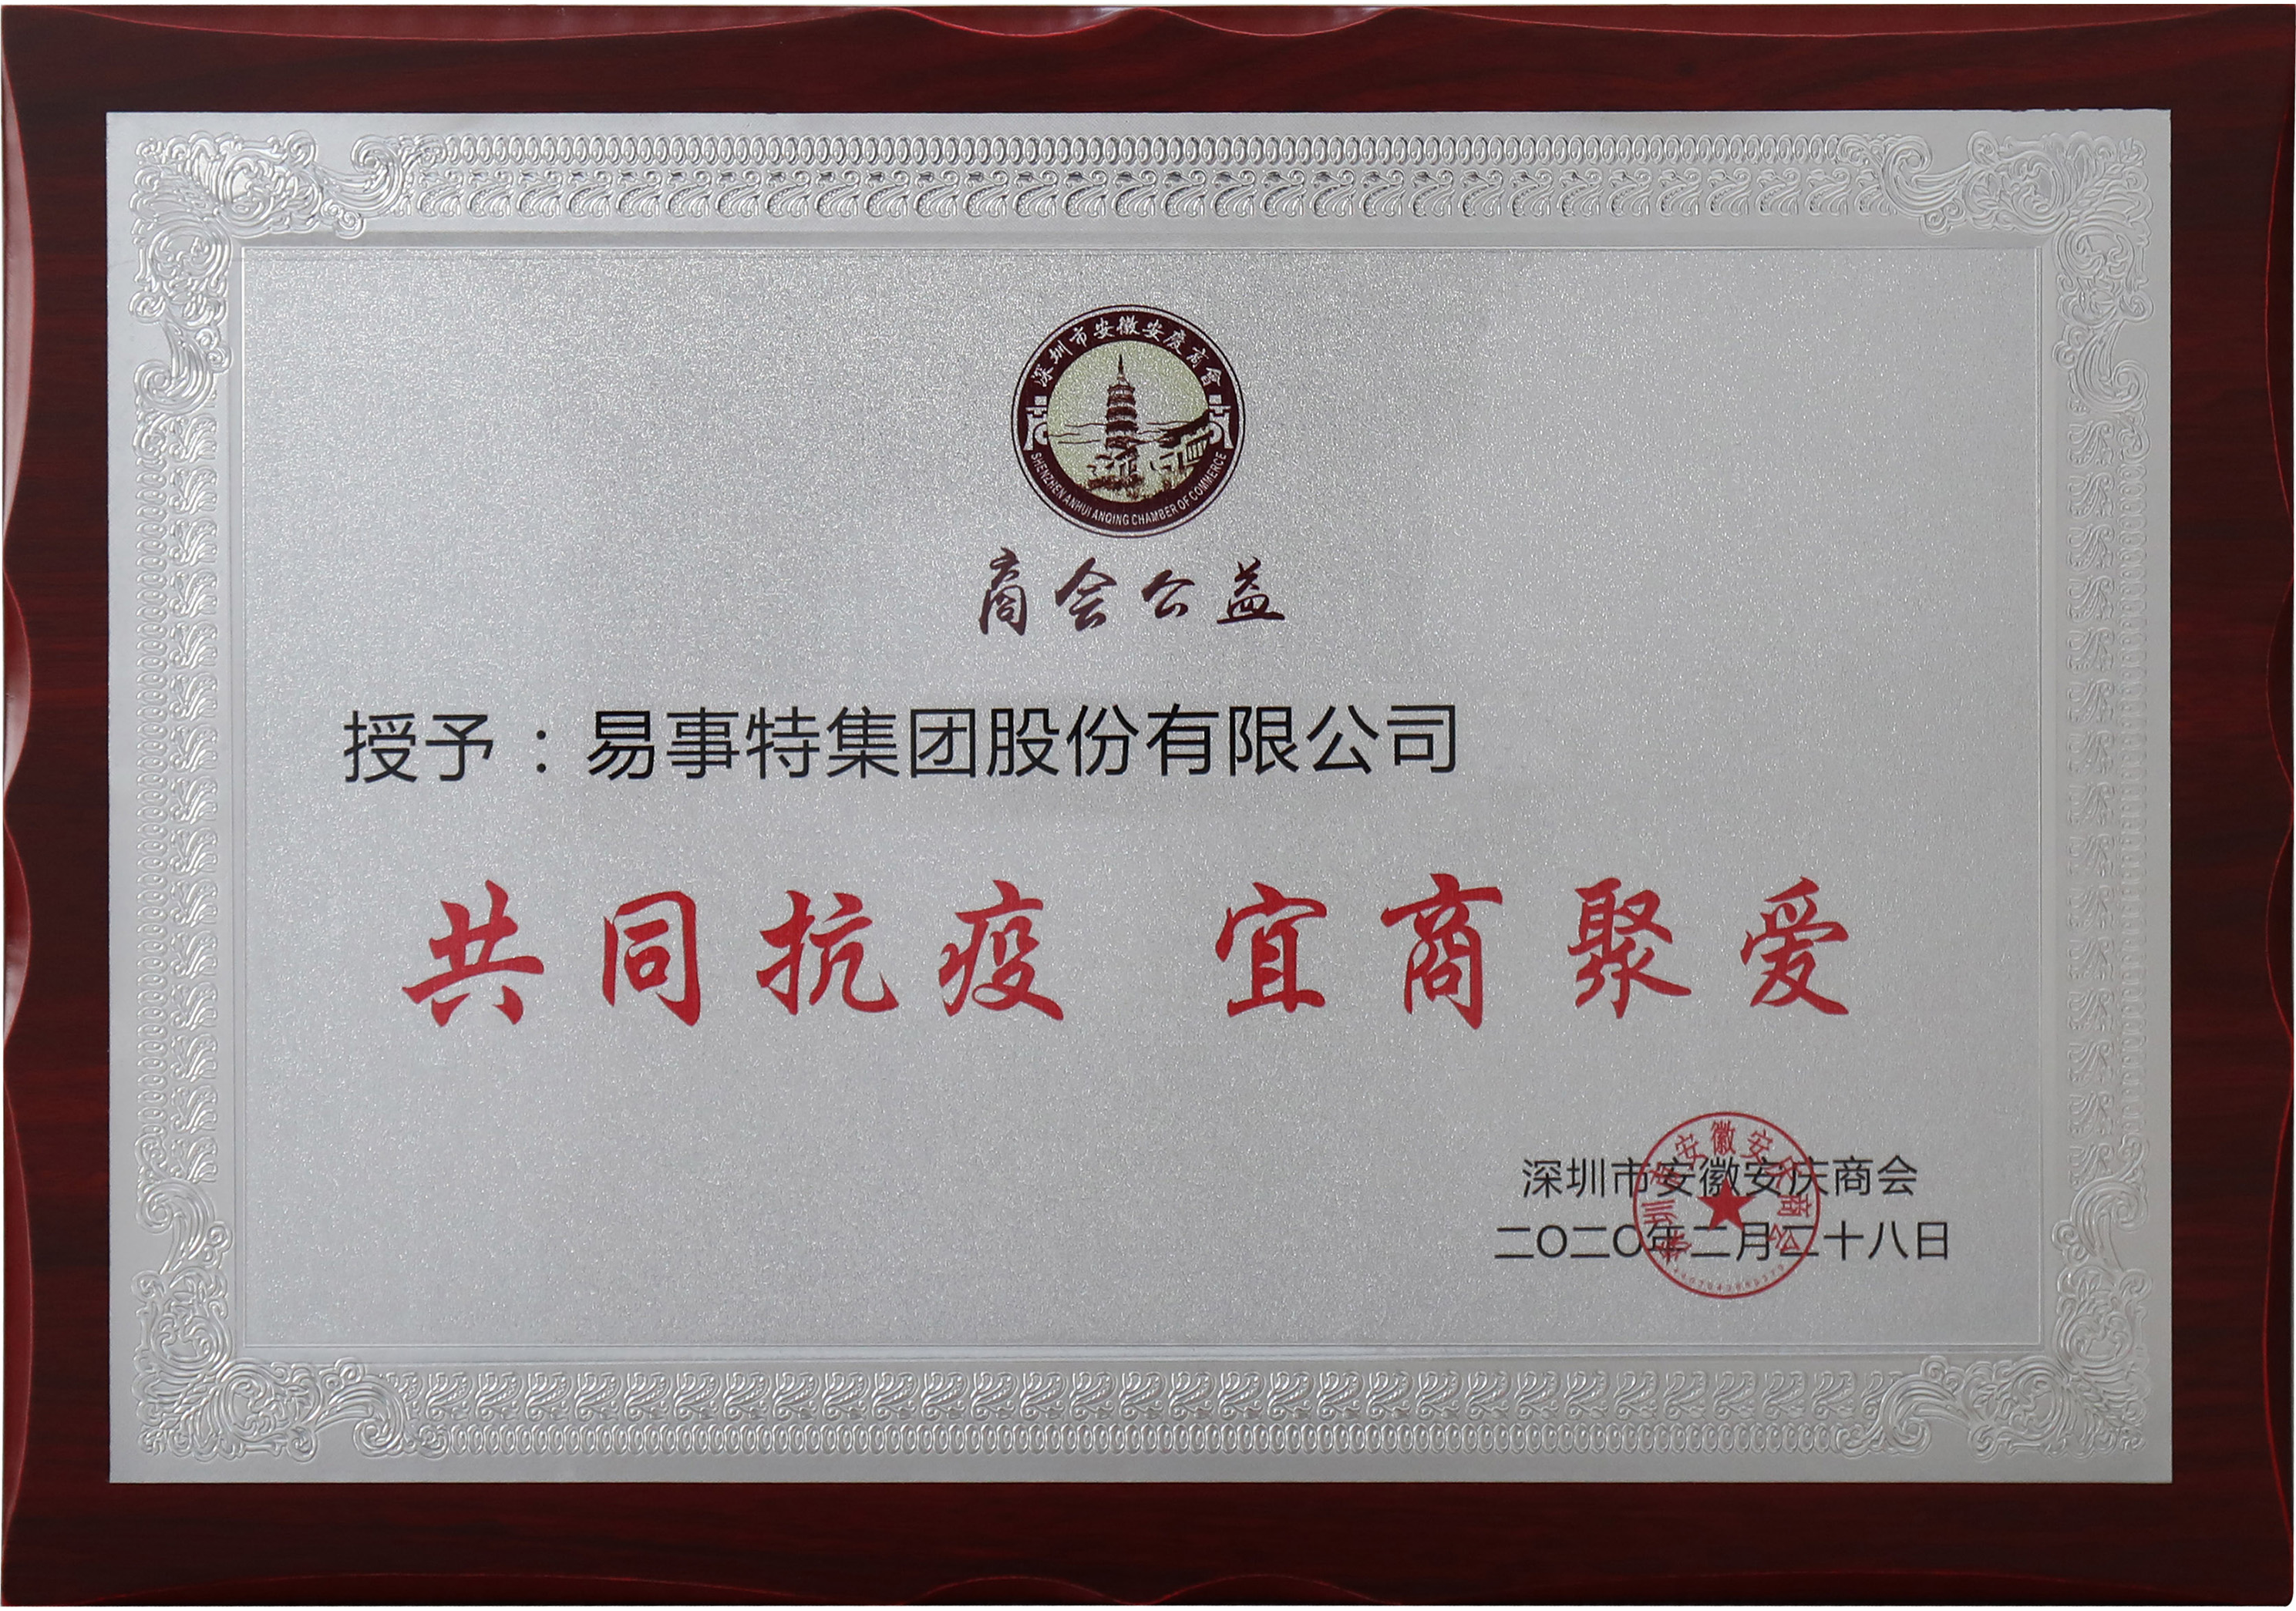 深圳市安徽安慶商會
SHENZHEN ANHUI ANQING CHAMBER OF COMMERCE
商会公益
授予：易事特集团股份有限公司
共同抗疫 宜商聚爱
深圳市安徽安庆商会
二〇二〇年二月二十八日